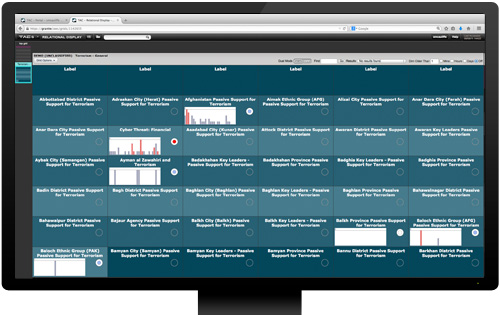 RELATIONAL DISPLAY
Label Label Label Label Label Label
Abbottabad District Passive Support for Terrorism
Adraskan City (Herat) Passive Support for Terrorism
Afghanistan Passive Support for Terrorism
Aimak Ethnic Group (AFG) Passive Support for Terrorism
Passive Support for Terrorism
Anar Dara City (Farah) Passive Support for Terrorism
Anar Dara City Passive Support for Terrorism
Cyber Threat: Financial
Asadabad City (Kunar) Passive Support for Terrorism
Attock District Passive Support for Terrorism
Awaran District Passive Support for Terrorism
Awaran Key Leaders Passive Support for Terrorism
Aybak City (Samangan) Passive Support for Terrorism
Ayman al Zawahiri and Terrorism
Badakhshan Key Leaders - Passive Support for Terrorism
Badakhshan Province Passive Support for Terrorism
Badghis Key Leaders - Passive Support for Terrorism
Badghis Province Passive Support for Terrorism
Badin District Passive Support for Terrorism
Bagh District Passive Support for Terrorism
Baghlan City (Baghlan) Passive Support for Terrorism
Baghlan Key Leaders - Passive Support for Terrorism
Baghlan Province Passive Support for Terrorism
Bahawalnagar District Passive Support for Terrorism
Bahawalpur District Passive Support for Terrorism
Bajaur Agency Passive Support for Terrorism
Balkh City (Balkh) Passive Support for Terrorism
Balkh Key Leaders - Passive Support for Terrorism
Balkh Province Passive Support for Terrorism
Baloch Ethnic Group (AFG) Passive Support for Terrorism
Baloch Ethnic Group (PAK) Passive Support for Terrorism
Bamyan City (Bamyan) Passive Support for Terrorism
Bamyan Key Leaders - Passive Support for Terrorism
Bamyan Province Passive Support for Terrorism
Bannu District Passive Support for Terrorism
Barkhan District Passive Support for Terrorism